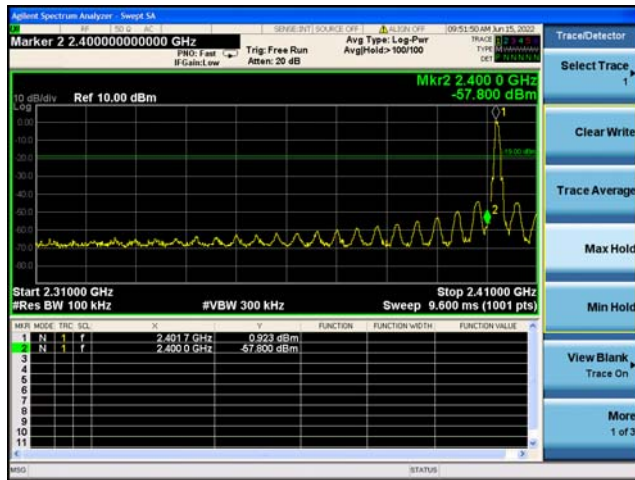 Agilent Spectrum Analyzer - Swept SA
RF 50 Ω AC SENSE:INT SOURCE OFF ALIGN OFF 09:51:50 AM Jun 15, 2022
Marker 2 2.400000000000 GHz
PNO: Fast
IFGain:Low
Trig: Free Run
Atten: 20 dB
Avg Type: Log-Pwr
Avg|Hold:> 100/100
TRACE 1 2 3 4 5 6
TYPE
DET
Mkr2 2.400 0 GHz
-57.800 dBm
10 dB/div Ref 10.00 dBm
Log
0.00
-10.0
-20.0
-30.0
-40.0
-50.0
-60.0
-70.0
-80.0
1
-19.00 dBm
2
Start 2.31000 GHz
Stop 2.41000 GHz
#Res BW 100 kHz
#VBW 300 kHz
Sweep 9.600 ms (1001 pts)
MKR MODE TRC SCL X Y FUNCTION FUNCTION WIDTH FUNCTION VALUE
1 N 1 f 2.401 7 GHz 0.923 dBm
2 N 1 f 2.400 0 GHz -57.800 dBm
3
4
5
6
7
8
9
10
11
MSG
STATUS
Trace/Detector
Select Trace
1
Clear Write
Trace Average
Max Hold
Min Hold
View Blank
Trace On
More
1 of 3